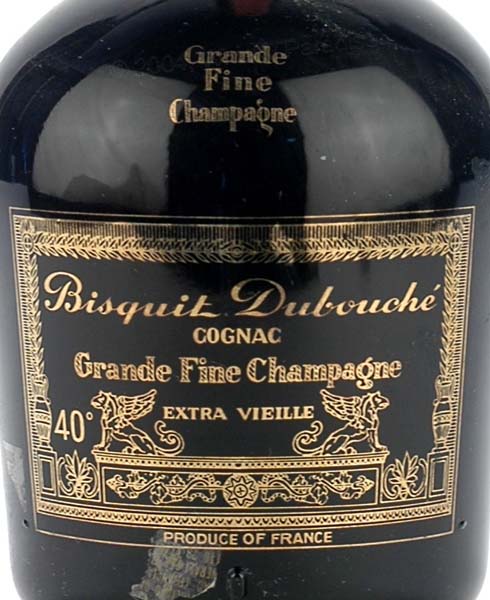 Grande
Fine
Champagne
Bisquit Dubouché
COGNAC
Grande Fine Champagne
EXTRA VIEILLE
40°
PRODUCE OF FRANCE